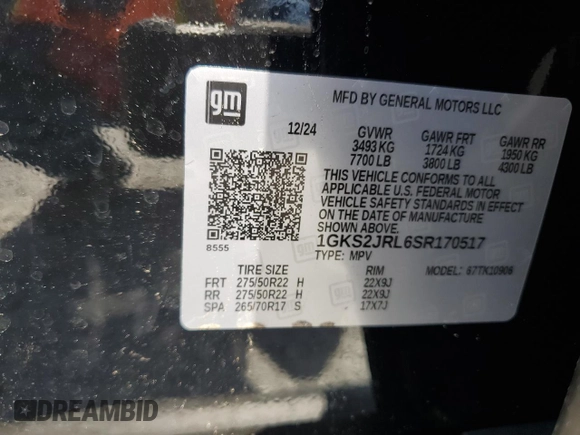 gm
MFD BY GENERAL MOTORS LLC
12/24 GVWR GAWR FRT GAWR RR
3493 KG 1724 KG 1950 KG
7700 LB 3800 LB 4300 LB
THIS VEHICLE CONFORMS TO ALL
APPLICABLE U.S. FEDERAL MOTOR
VEHICLE SAFETY STANDARDS IN EFFECT
ON THE DATE OF MANUFACTURE
SHOWN ABOVE.
1GKS2JRL6SR170517
8555
TYPE: MPV MODEL: 67TK10906
TIRE SIZE RIM
FRT 275/50R22 H 22X9J
RR 275/50R22 H 22X9J
SPA 265/70R17 S 17X7J
DREAMBID